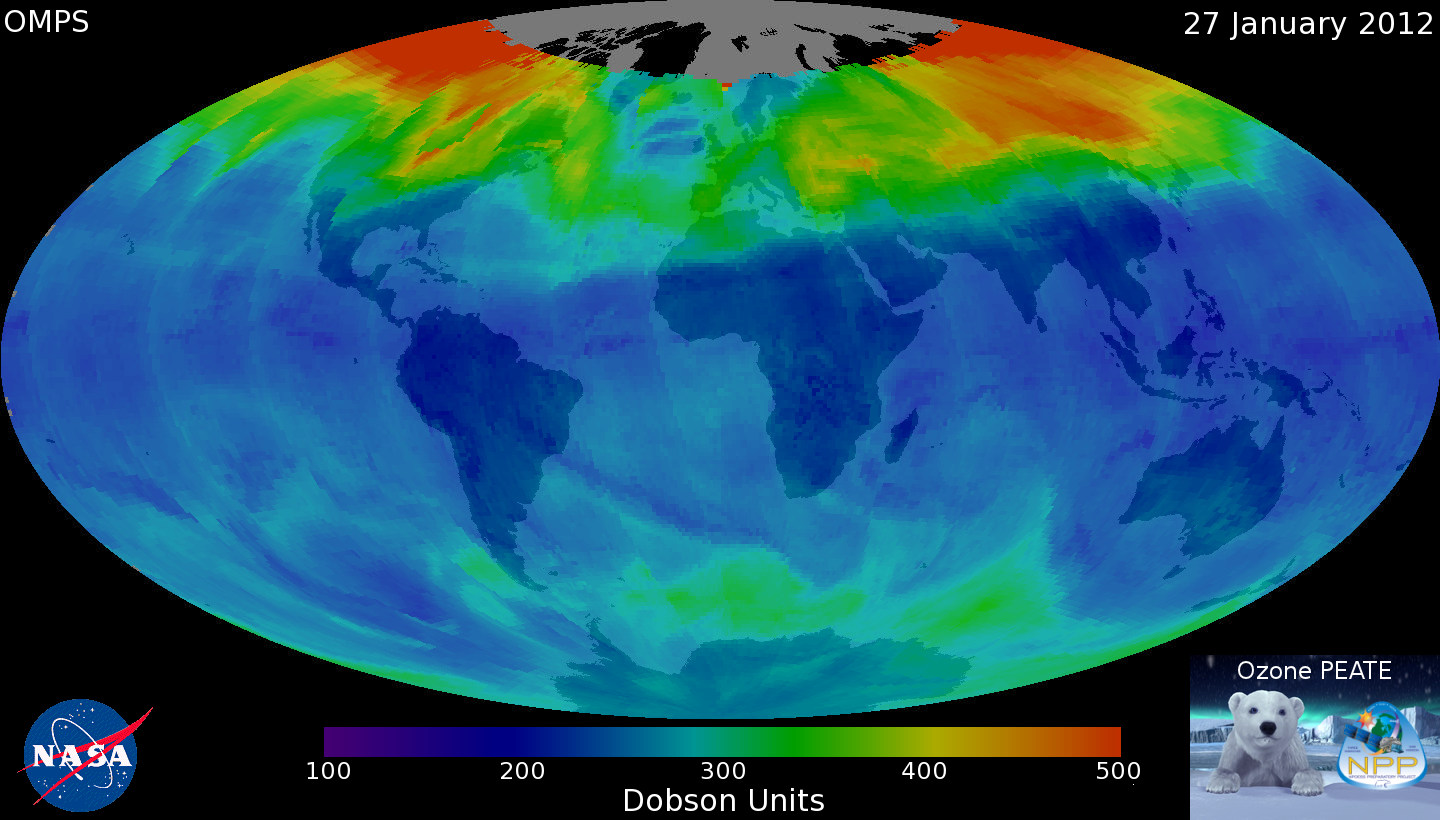 OMPS
27 January 2012
Ozone PEATE
NASA
NPP
100 200 300 400 500
Dobson Units